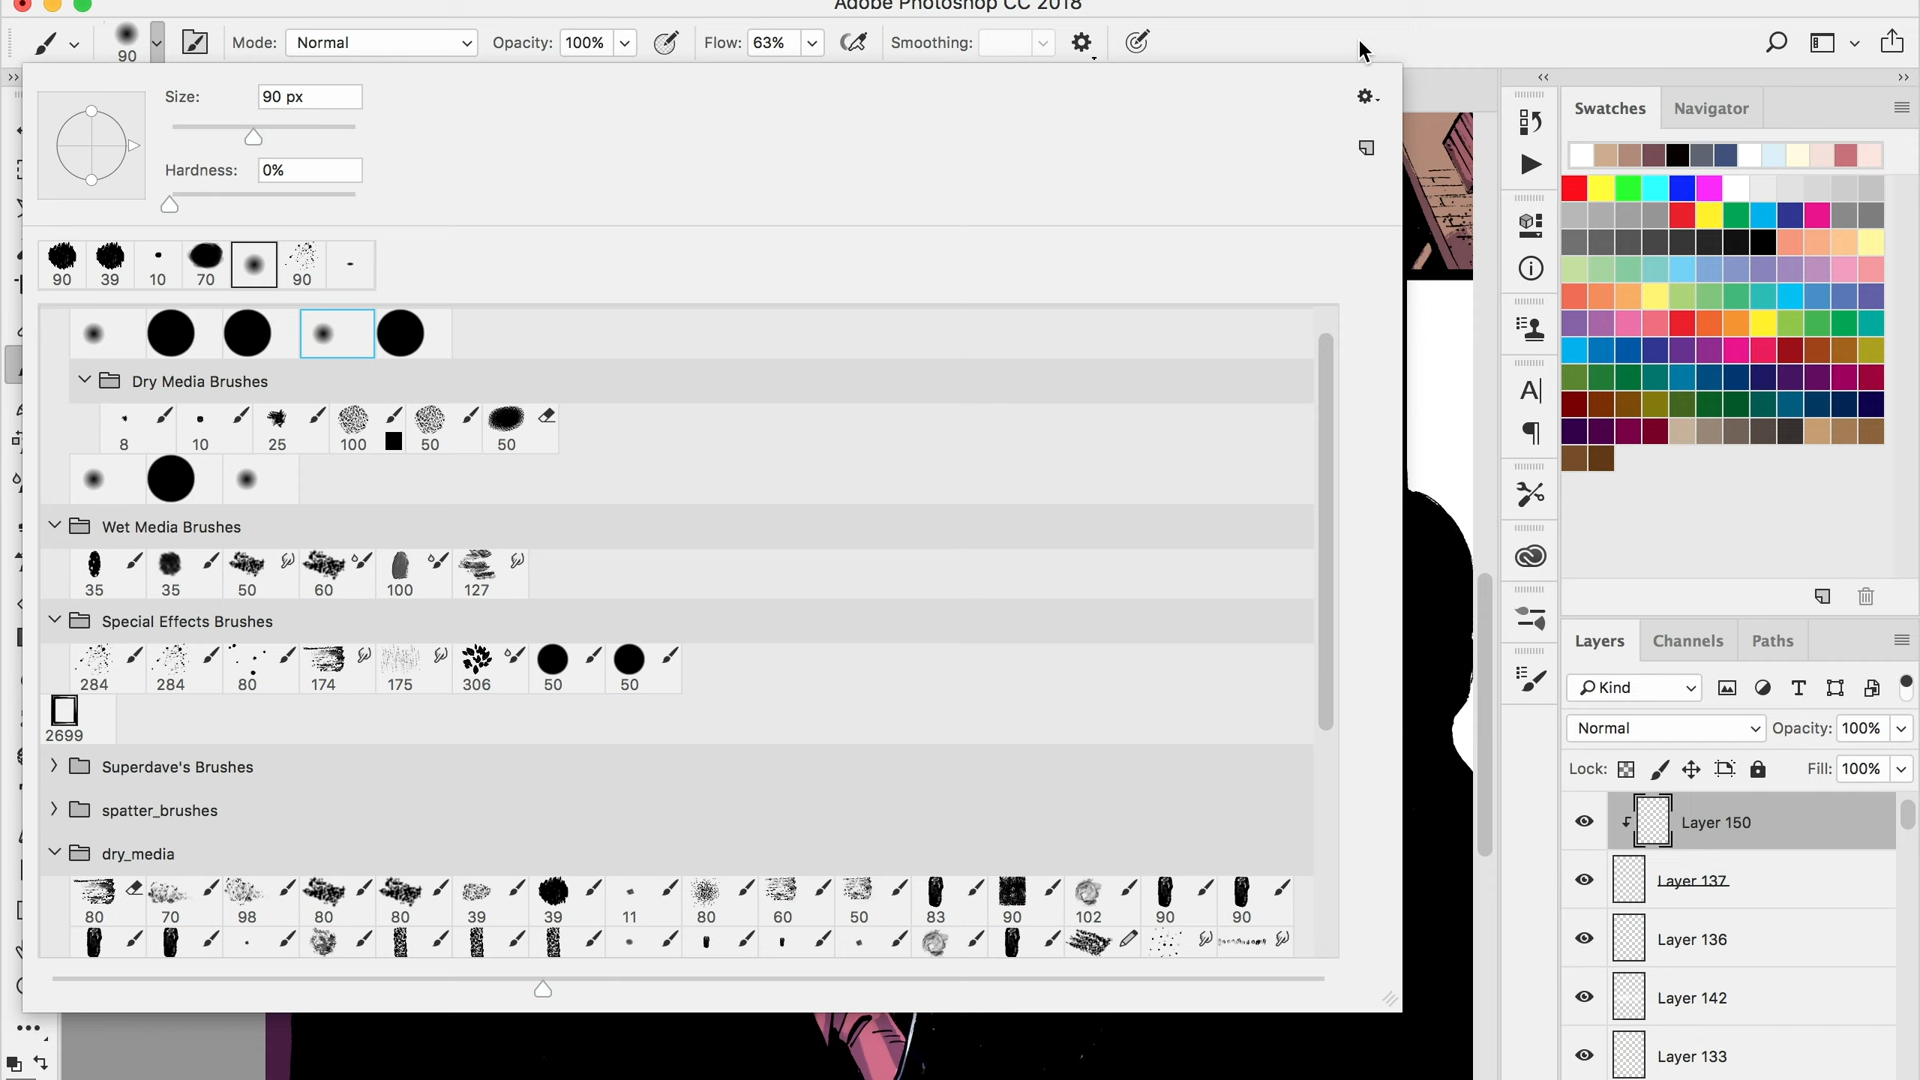 Adobe Photoshop CC 2018
90
Mode: Normal Opacity: 100% Flow: 63% Smoothing:
Size: 90 px
Hardness: 0%
90 39 10 70 90
Dry Media Brushes
8 10 25 100 50 50
Wet Media Brushes
35 35 50 60 100 127
Special Effects Brushes
284 284 80 174 175 306 50 50
2699
Superdave's Brushes
spatter_brushes
dry_media
80 70 98 80 80 39 39 11 80 60 50 83 90 102 90 90
Swatches Navigator
Layers Channels Paths
Kind
Normal Opacity: 100%
Lock: Fill: 100%
Layer 150
Layer 137
Layer 136
Layer 142
Layer 133